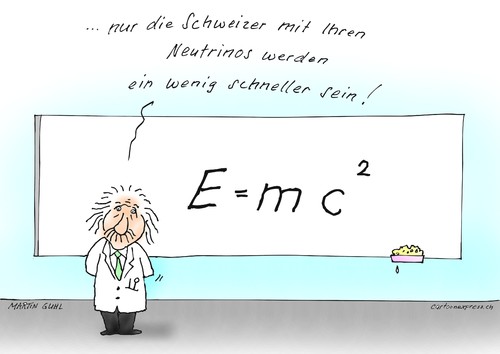 ... nur die Schweizer mit Ihren
Neutrinos werden
ein wenig schneller sein!
E=mc²
MARTIN GUHL
cartoonexpress.ch